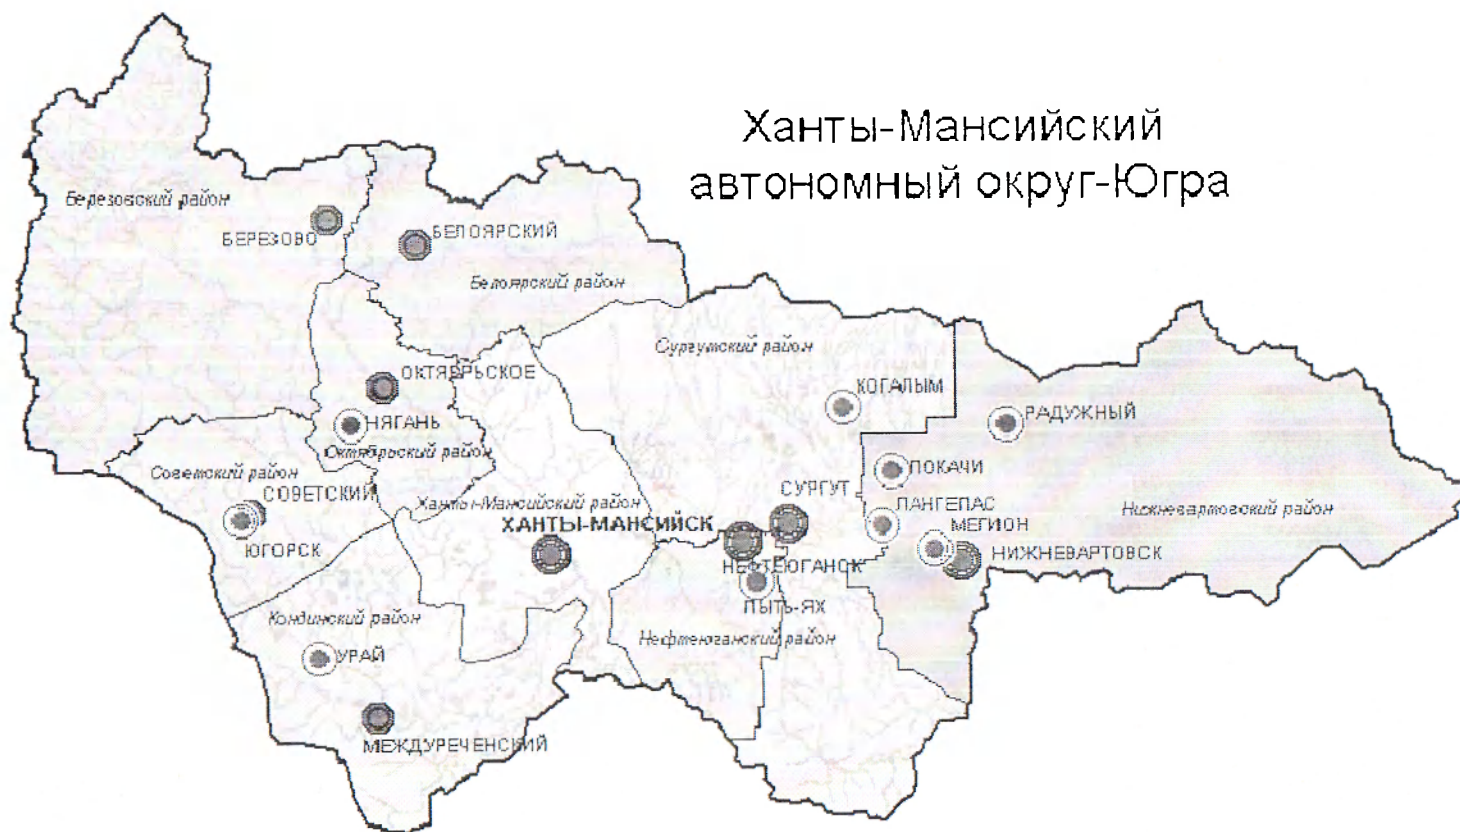 Ханты-Мансийский
автономный округ-Югра
Березовский район
БЕРЕЗОВО
БЕЛОЯРСКИЙ
Белоярский район
Сургутский район
ОКТЯБРЬСКОЕ
КОГАЛЫМ
РАДУЖНЫЙ
НЯГАНЬ
Октябрьский район
Советский район
ПОКАЧИ
СОВЕТСКИЙ
СУРГУТ
Ханты-Мансийский район
ЛАНГЕПАС
Нижневартовский район
ХАНТЫ-МАНСИЙСК
МЕГИОН
ЮГОРСК
НИЖНЕВАРТОВСК
НЕФТЕЮГАНСК
ПЫТЬ-ЯХ
Кондинский район
Нефтеюганский район
УРАЙ
МЕЖДУРЕЧЕНСКИЙ